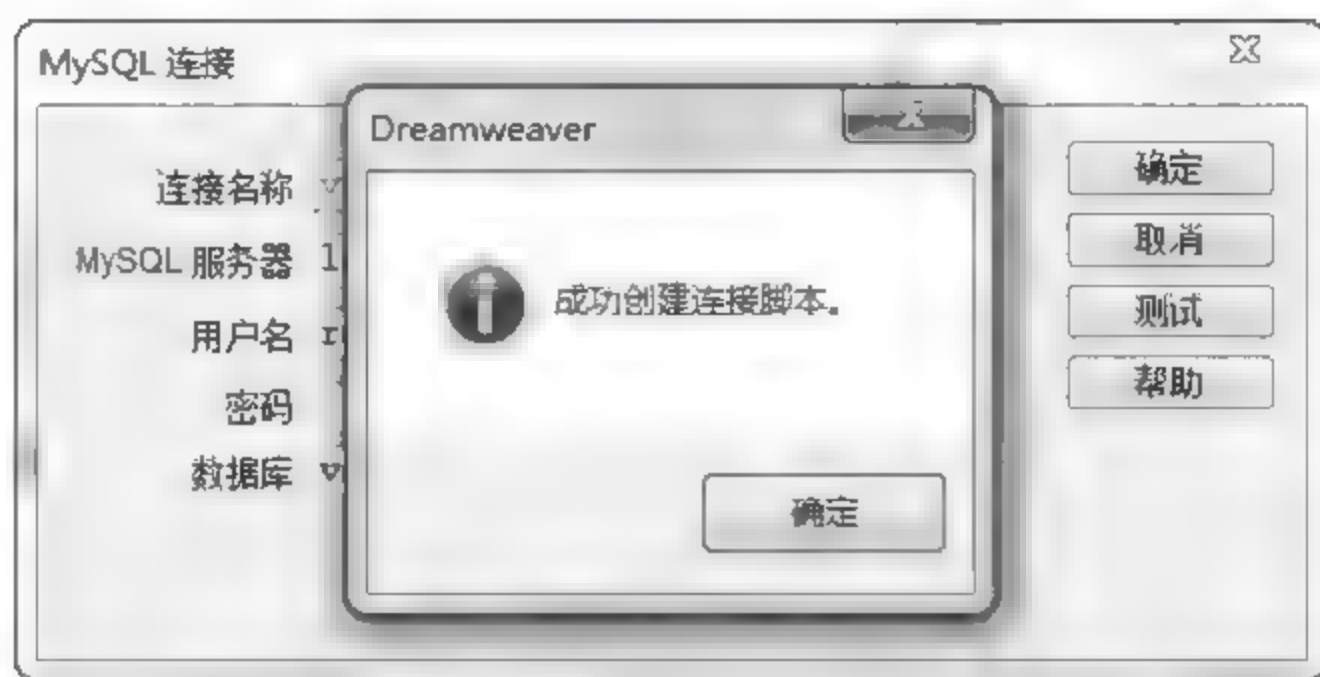 MySQL 连接
Dreamweaver
连接名称 v
MySQL 服务器 l
用户名 r
密码
数据库 v
成功创建连接脚本。
确定
确定
取消
测试
帮助